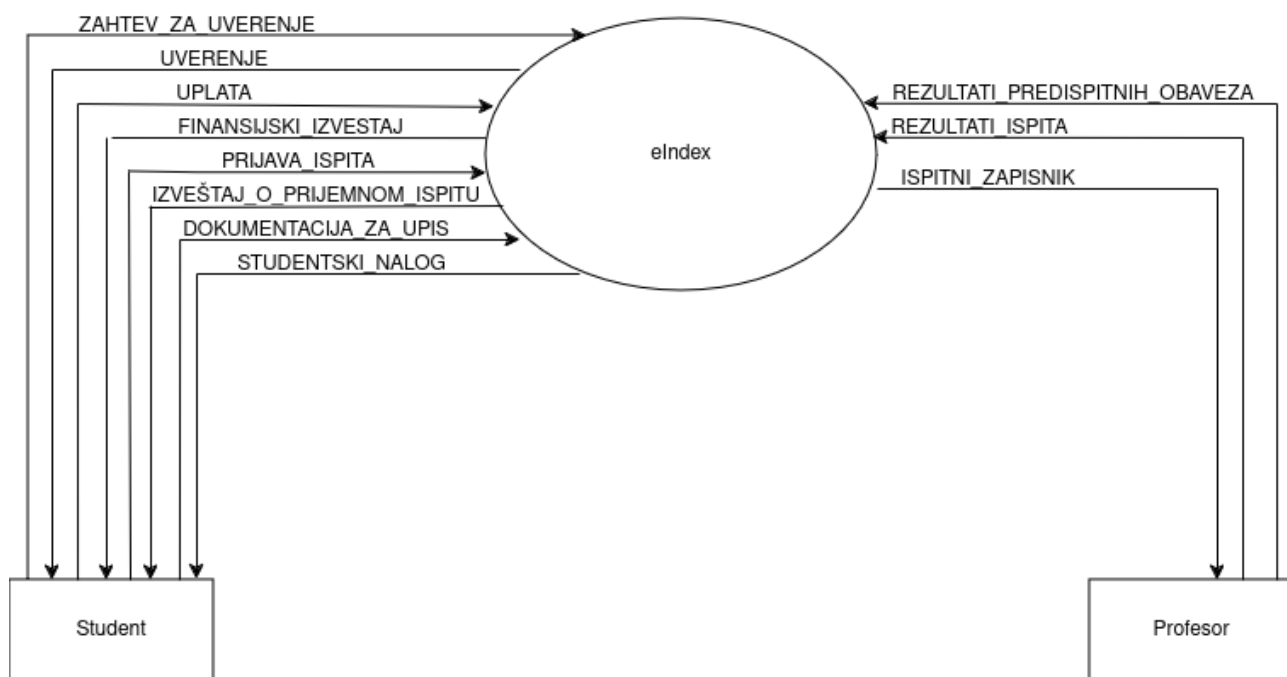 ZAHTEV_ZA_UVERENJE
UVERENJE
UPLATA
FINANSIJSKI_IZVESTAJ
PRIJAVA_ISPITA
IZVEŠTAJ_O_PRIJEMNOM_ISPITU
DOKUMENTACIJA_ZA_UPIS
STUDENTSKI_NALOG
eIndex
REZULTATI_PREDISPITNIH_OBAVEZA
REZULTATI_ISPITA
ISPITNI_ZAPISNIK
Student
Profesor